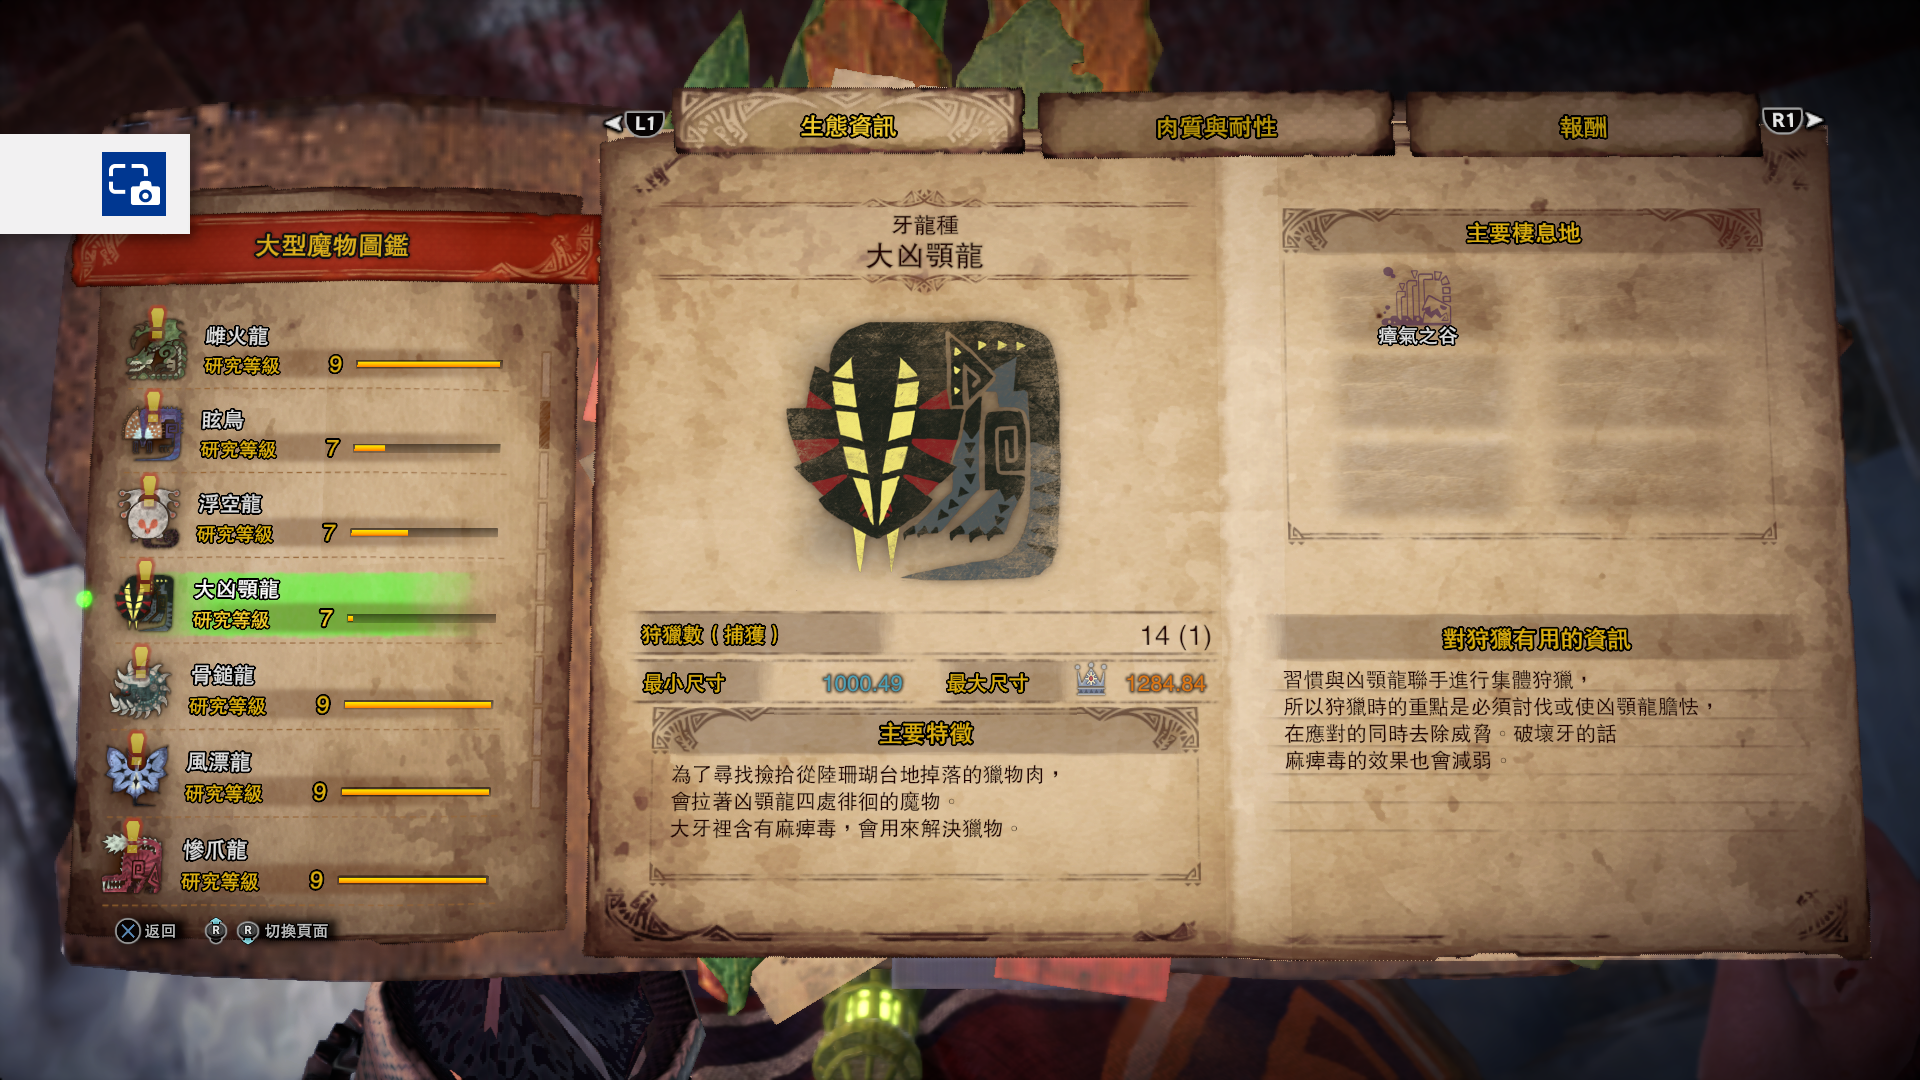 L1
生態資訊
肉質與耐性
報酬
R1
大型魔物圖鑑
雌火龍
研究等級 9
眩鳥
研究等級 7
浮空龍
研究等級 7
大凶顎龍
研究等級 7
骨鎚龍
研究等級 9
風漂龍
研究等級 9
慘爪龍
研究等級 9
返回
R R 切換頁面
牙龍種
大凶顎龍
狩獵數（捕獲） 14 (1)
最小尺寸 1000.49 最大尺寸 1284.84
主要特徵
為了尋找撿拾從陸珊瑚台地掉落的獵物肉，
會拉著凶顎龍四處徘徊的魔物。
大牙裡含有麻痺毒，會用來解決獵物。
主要棲息地
瘴氣之谷
對狩獵有用的資訊
習慣與凶顎龍聯手進行集體狩獵，
所以狩獵時的重點是必須討伐或使凶顎龍膽怯，
在應對的同時去除威脅。破壞牙的話
麻痺毒的效果也會減弱。